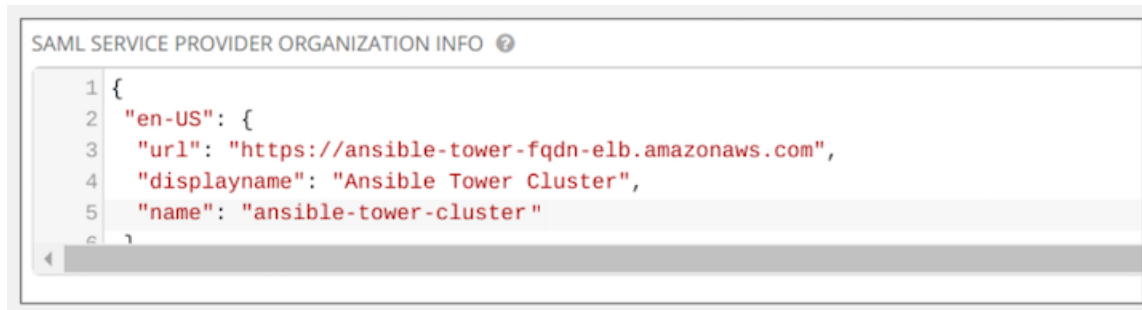 SAML SERVICE PROVIDER ORGANIZATION INFO ?
1 {
2 "en-US": {
3 "url": "https://ansible-tower-fqdn-elb.amazonaws.com",
4 "displayname": "Ansible Tower Cluster",
5 "name": "ansible-tower-cluster"
6 }